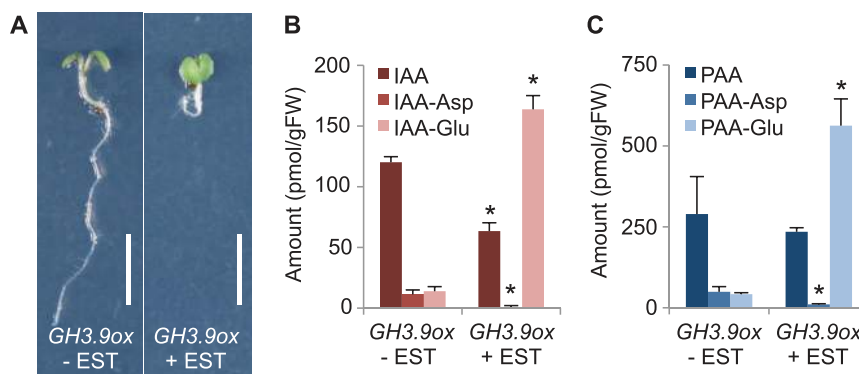 A
GH3.9ox
- EST
GH3.9ox
+ EST
B
Amount (pmol/gFW)
200
150
100
50
0
IAA
IAA-Asp
IAA-Glu
*
*
*
GH3.9ox
- EST
GH3.9ox
+ EST
C
Amount (pmol/gFW)
750
500
250
0
PAA
PAA-Asp
PAA-Glu
*
*
GH3.9ox
- EST
GH3.9ox
+ EST